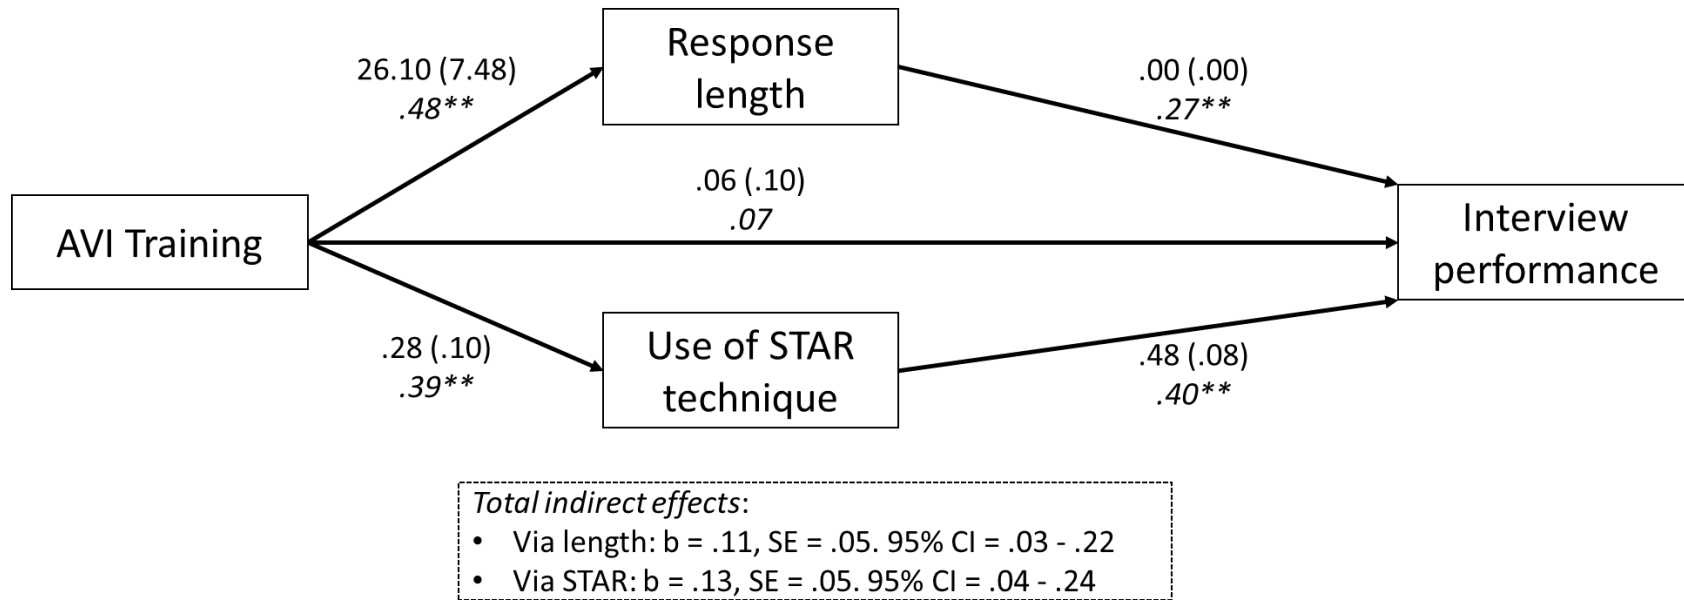 Response
length
26.10 (7.48)
.48**
.00 (.00)
.27**
.06 (.10)
.07
AVI Training
Interview
performance
.28 (.10)
.39**
Use of STAR
technique
.48 (.08)
.40**
Total indirect effects:
• Via length: b = .11, SE = .05. 95% CI = .03 - .22
• Via STAR: b = .13, SE = .05. 95% CI = .04 - .24